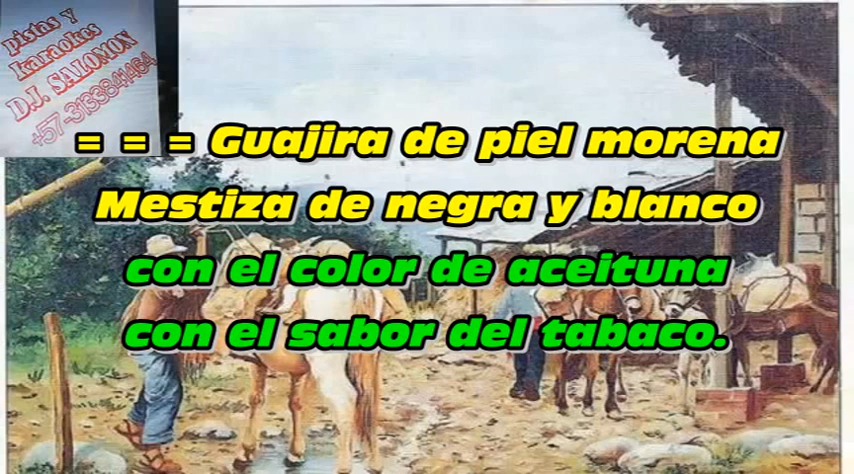 Pistas Y
Karaokes
D.J. SALOMON
+57-3183841464
= = = Guajira de piel morena
Mestiza de negra y blanco
con el color de aceituna
con el sabor del tabaco.